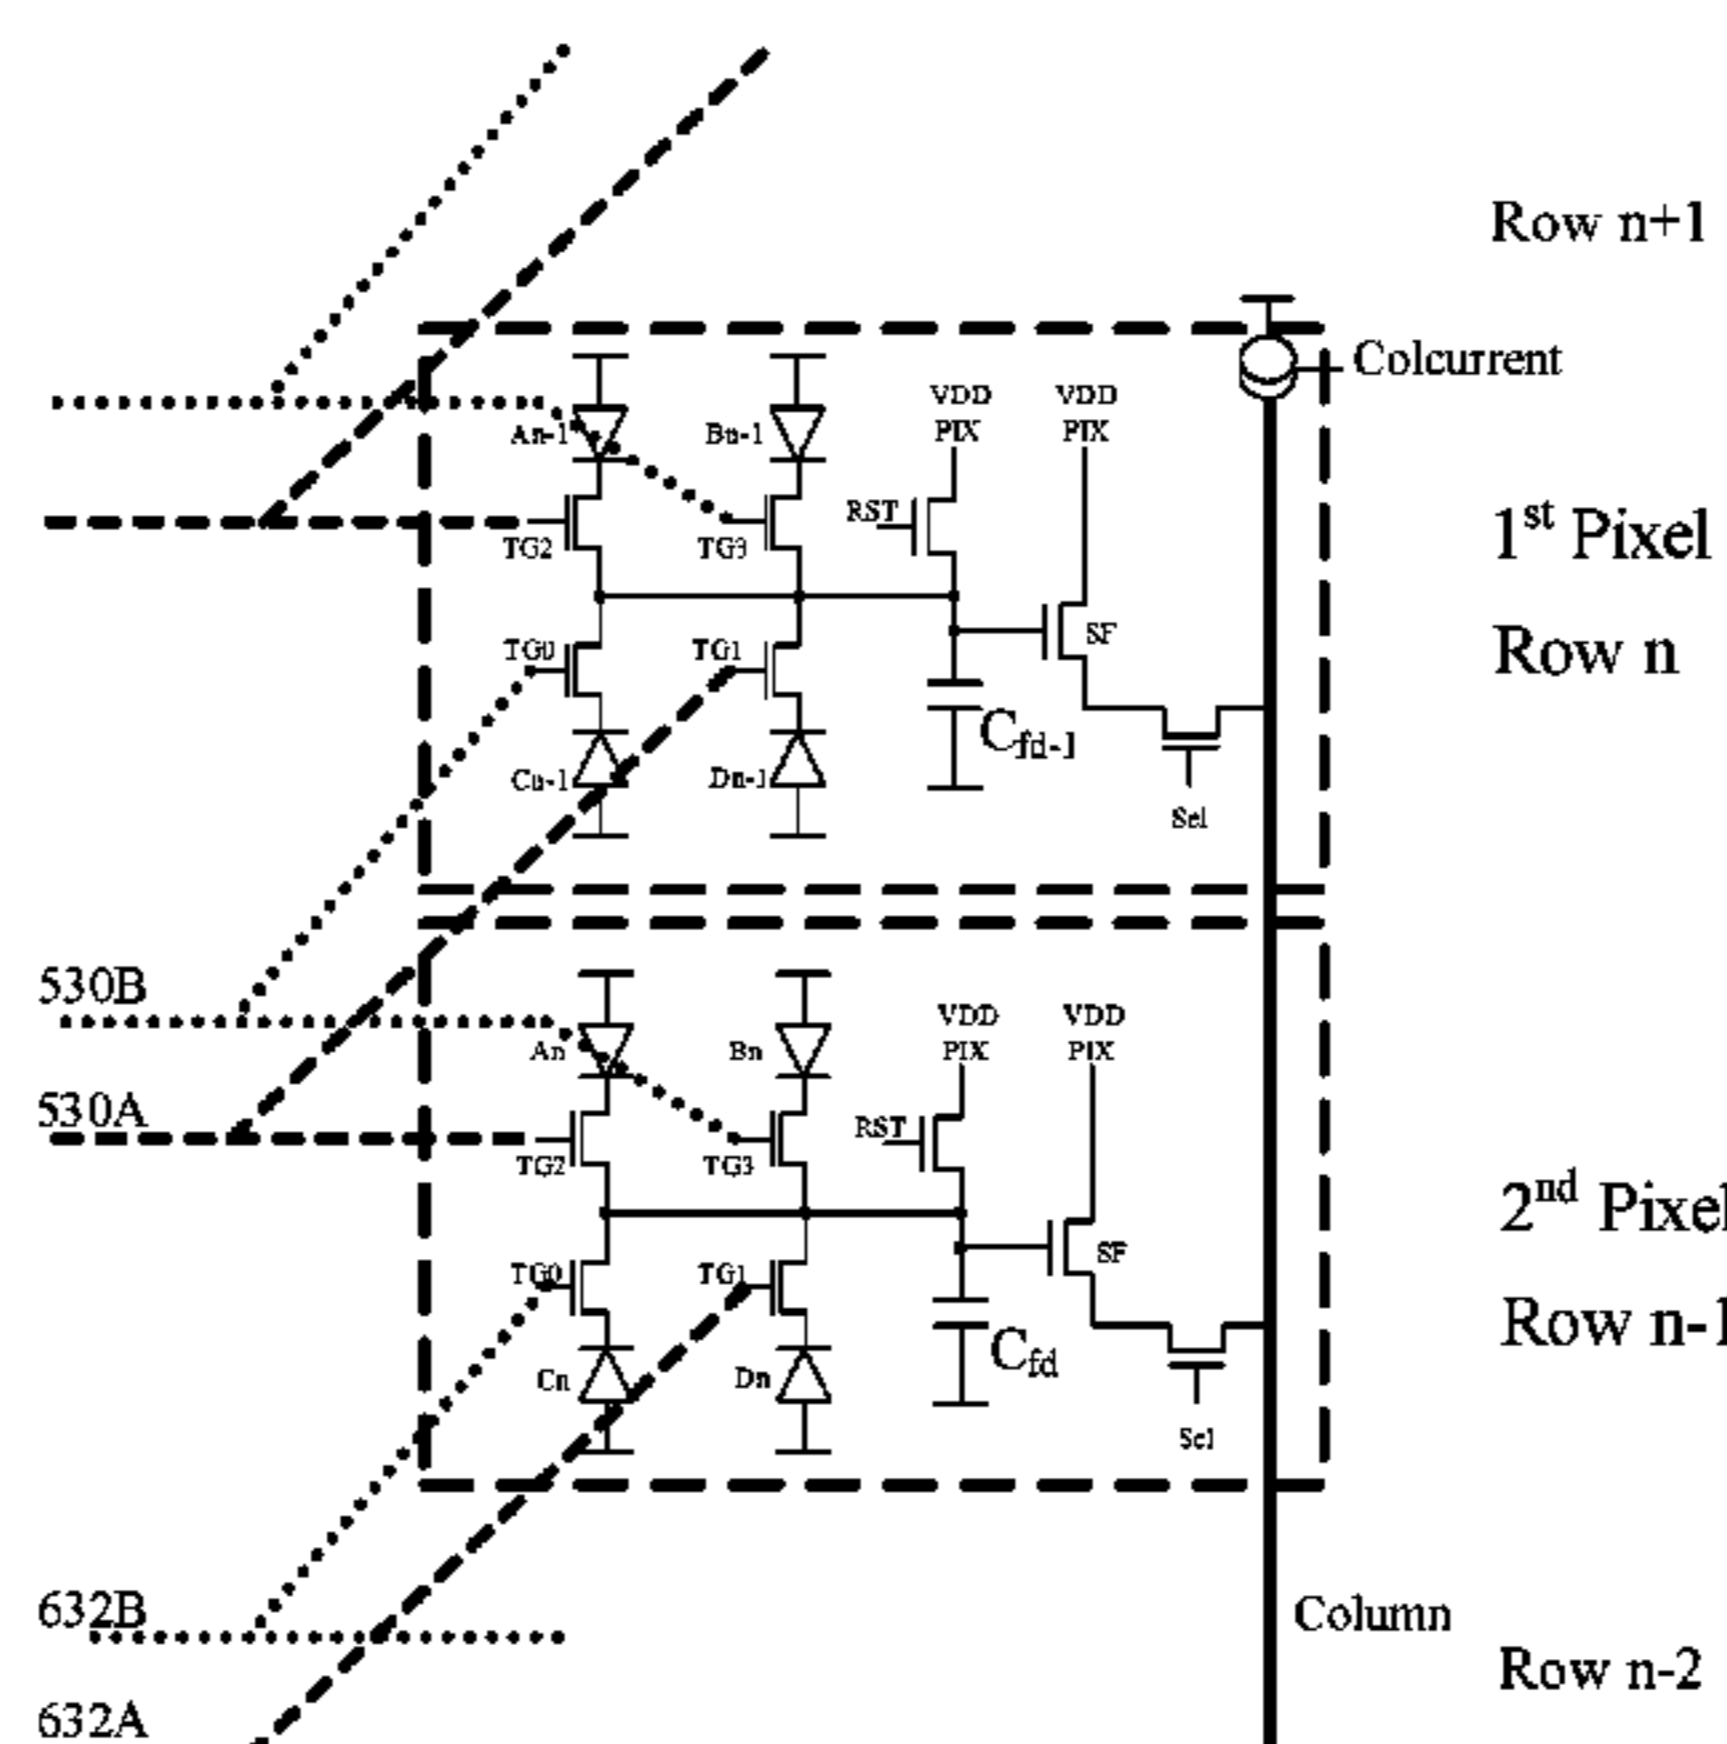 Row n+1
Colcurrent
VDD VDD
PIX PIX
An-1 Bn-1
RST
TG2 TG3
1st Pixel
Row n
TG0 TG1 SF
Cfd-1
Cn-1 Dn-1
Sel
530B
VDD VDD
PIX PIX
An Bn
530A
RST
TG2 TG3
2nd Pixel
Row n-1
SF
TG0 TG1
Cfd
Cn Dn
Sel
632B
Column
Row n-2
632A